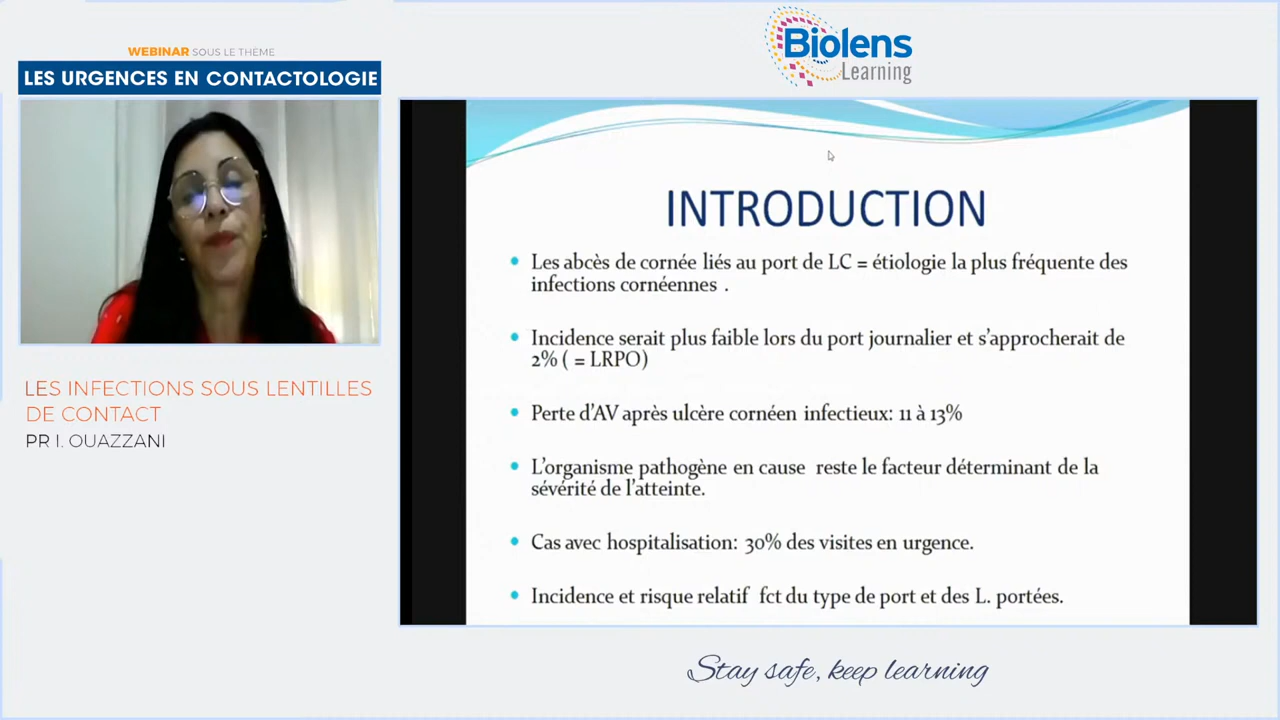 WEBINAR SOUS LE THÈME
LES URGENCES EN CONTACTOLOGIE
Biolens
Learning
LES INFECTIONS SOUS LENTILLES
DE CONTACT
PR I. OUAZZANI
INTRODUCTION
• Les abcès de cornée liés au port de LC = étiologie la plus fréquente des
infections cornéennes .
• Incidence serait plus faible lors du port journalier et s’approcherait de
2% ( = LRPO)
• Perte d’AV après ulcère cornéen infectieux: 11 à 13%
• L’organisme pathogène en cause reste le facteur déterminant de la
sévérité de l’atteinte.
• Cas avec hospitalisation: 30% des visites en urgence.
• Incidence et risque relatif fct du type de port et des L. portées.
Stay safe, keep learning